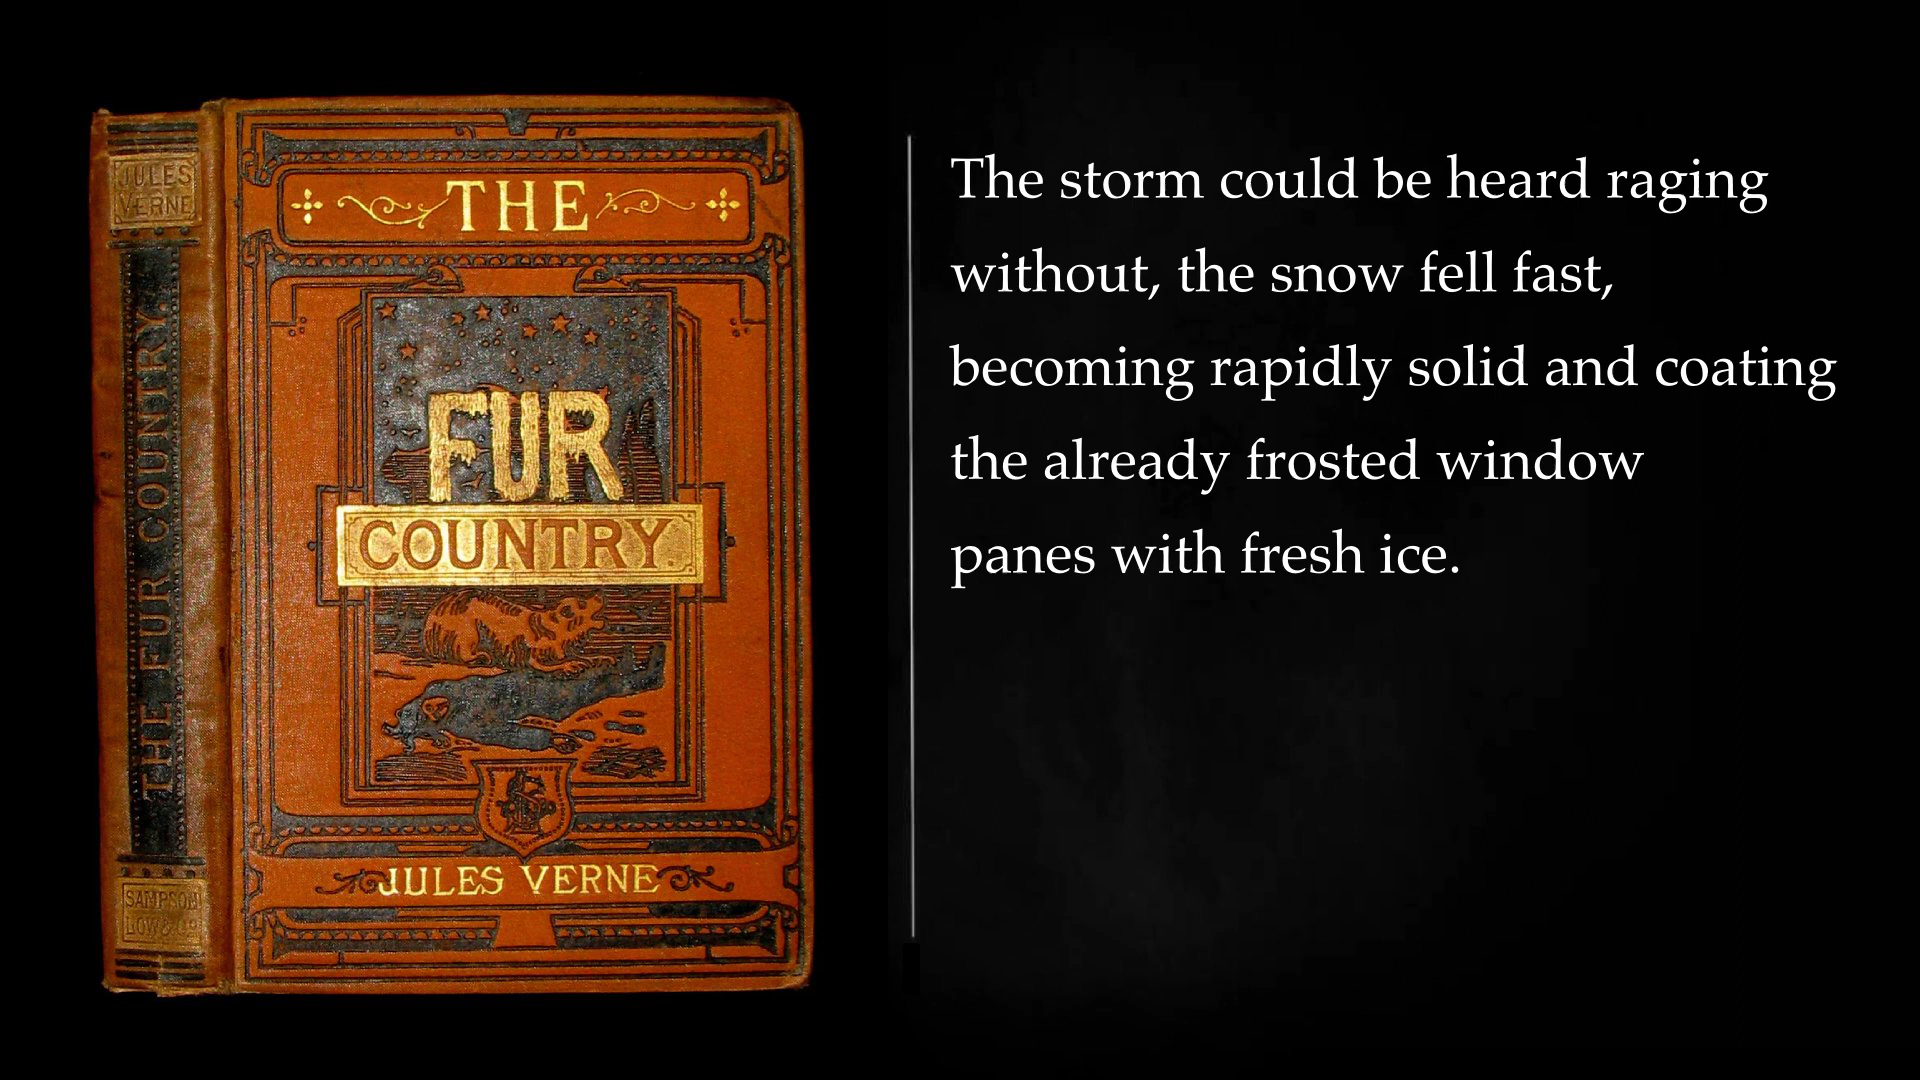 JULES
VERNE
THE FUR COUNTRY.
SAMPSON
LOW & Co
THE
FUR
COUNTRY.
JULES VERNE
The storm could be heard raging
without, the snow fell fast,
becoming rapidly solid and coating
the already frosted window
panes with fresh ice.